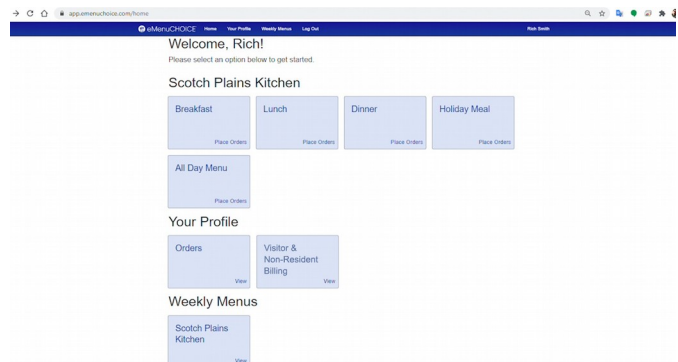 app.emenuchoice.com/home
eMenuCHOICE Home Your Profile Weekly Menus Log Out Rich Smith
Welcome, Rich!
Please select an option below to get started.
Scotch Plains Kitchen
Breakfast Lunch Dinner Holiday Meal
Place Orders Place Orders Place Orders Place Orders
All Day Menu
Place Orders
Your Profile
Orders Visitor &
Non-Resident
Billing
View View
Weekly Menus
Scotch Plains
Kitchen
View